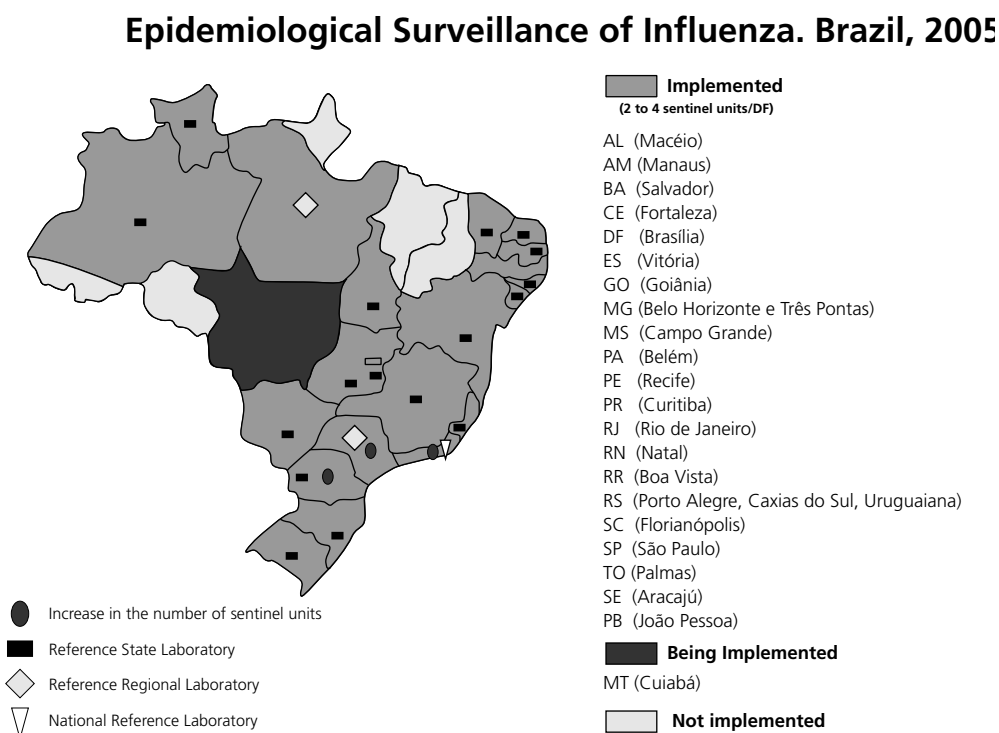 Epidemiological Surveillance of Influenza. Brazil, 2005
Implemented
(2 to 4 sentinel units/DF)
AL (Macéio)
AM (Manaus)
BA (Salvador)
CE (Fortaleza)
DF (Brasília)
ES (Vitória)
GO (Goiânia)
MG (Belo Horizonte e Três Pontas)
MS (Campo Grande)
PA (Belém)
PE (Recife)
PR (Curitiba)
RJ (Rio de Janeiro)
RN (Natal)
RR (Boa Vista)
RS (Porto Alegre, Caxias do Sul, Uruguaiana)
SC (Florianópolis)
SP (São Paulo)
TO (Palmas)
SE (Aracajú)
PB (João Pessoa)
Being Implemented
MT (Cuiabá)
Not implemented
Increase in the number of sentinel units
Reference State Laboratory
Reference Regional Laboratory
National Reference Laboratory